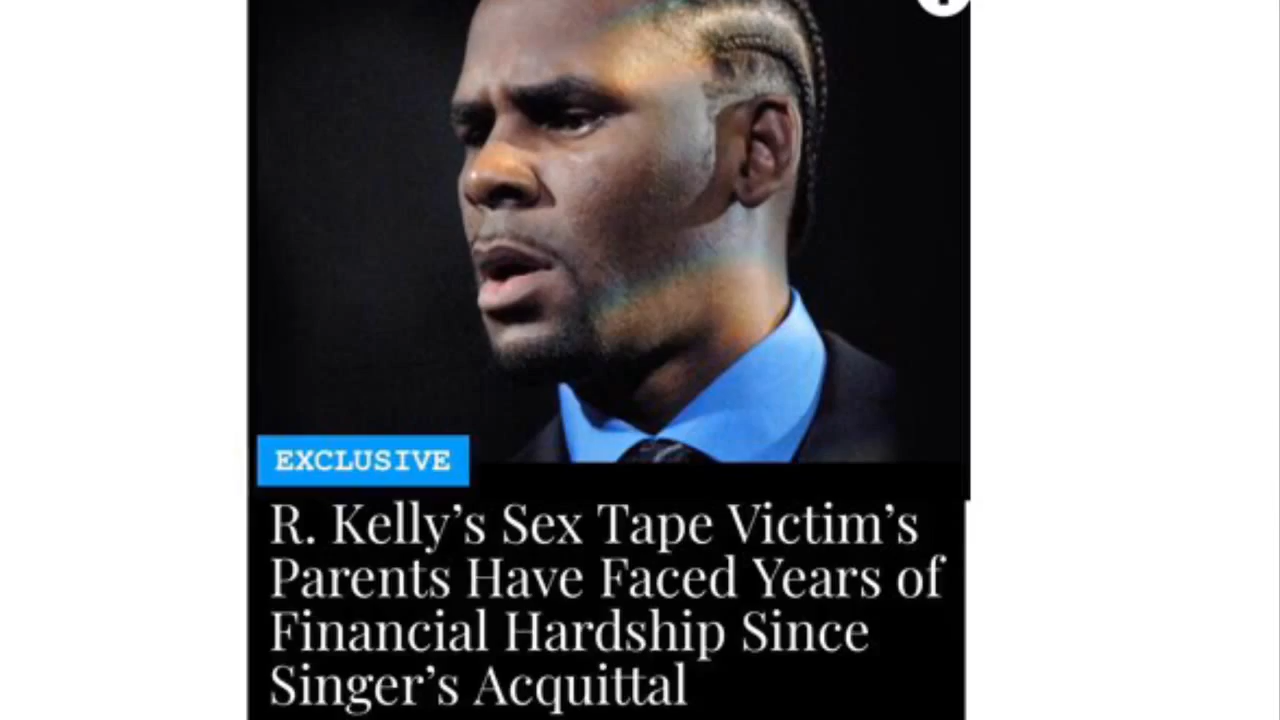 EXCLUSIVE
R. Kelly’s Sex Tape Victim’s
Parents Have Faced Years of
Financial Hardship Since
Singer’s Acquittal